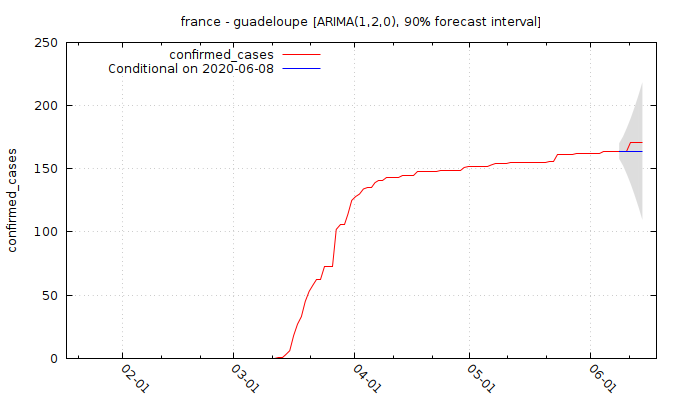 france - guadeloupe [ARIMA(1,2,0), 90% forecast interval]
confirmed_cases
Conditional on 2020-06-08
confirmed_cases
250
200
150
100
50
0
02-01
03-01
04-01
05-01
06-01